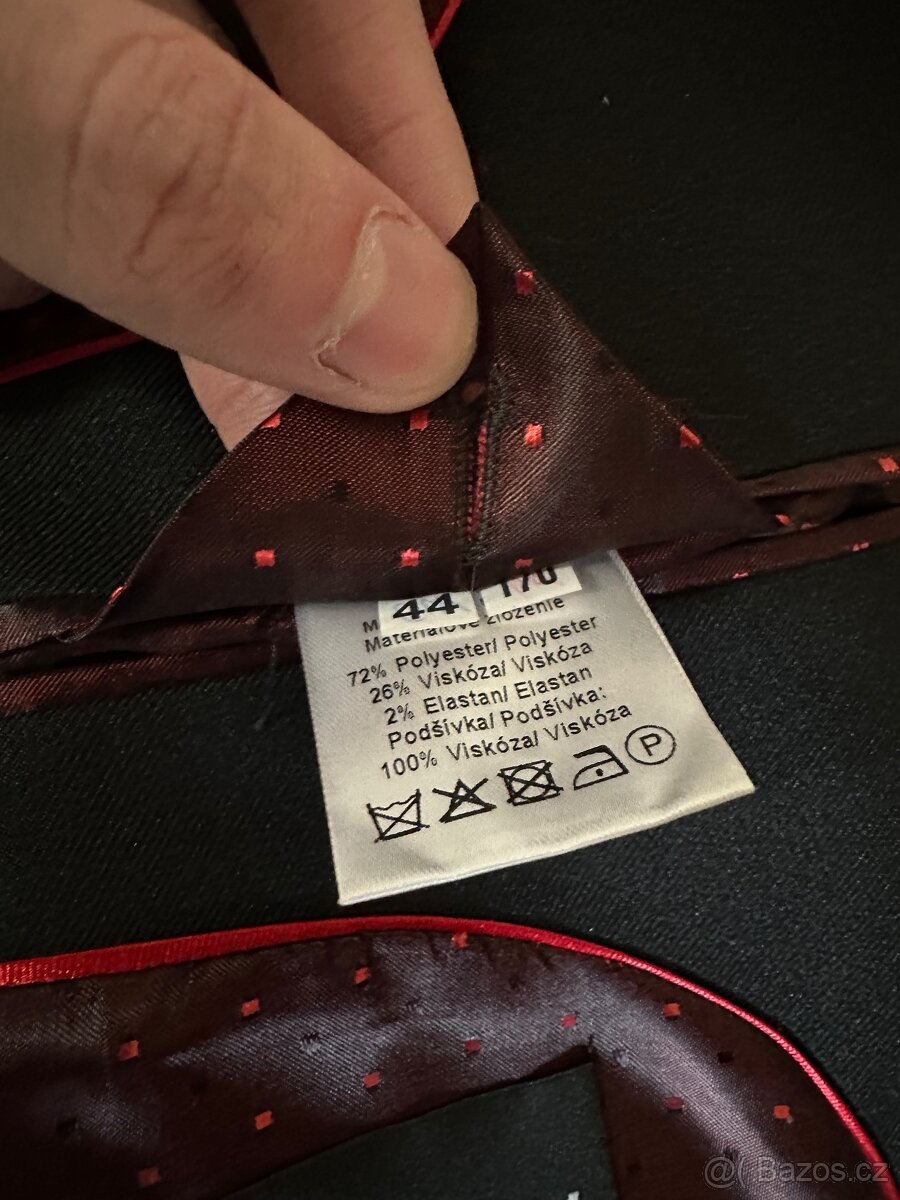 44 170
Materiálové zloženie
72% Polyester/ Polyester
26% Viskóza/ Viskóza
2% Elastan/ Elastan
Podšívka/ Podšívka:
100% Viskóza/ Viskóza
P
@( Bazos.cz